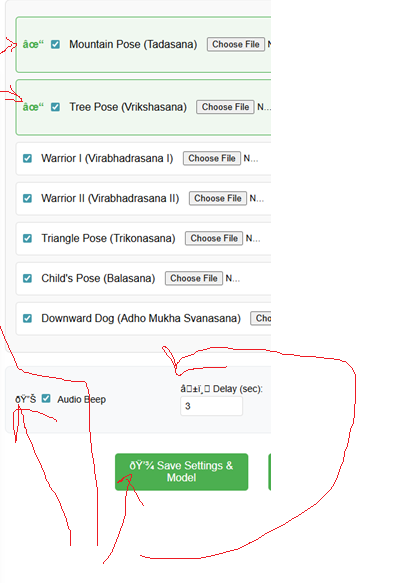 âœ“ Mountain Pose (Tadasana) Choose File N
âœ“ Tree Pose (Vrikshasana) Choose File N...
Warrior I (Virabhadrasana I) Choose File N...
Warrior II (Virabhadrasana II) Choose File N...
Triangle Pose (Trikonasana) Choose File N...
Child's Pose (Balasana) Choose File N...
Downward Dog (Adho Mukha Svanasana) Cho
ðŸ”Š Audio Beep
Delay (sec):
3
ðŸ’¾ Save Settings &
Model